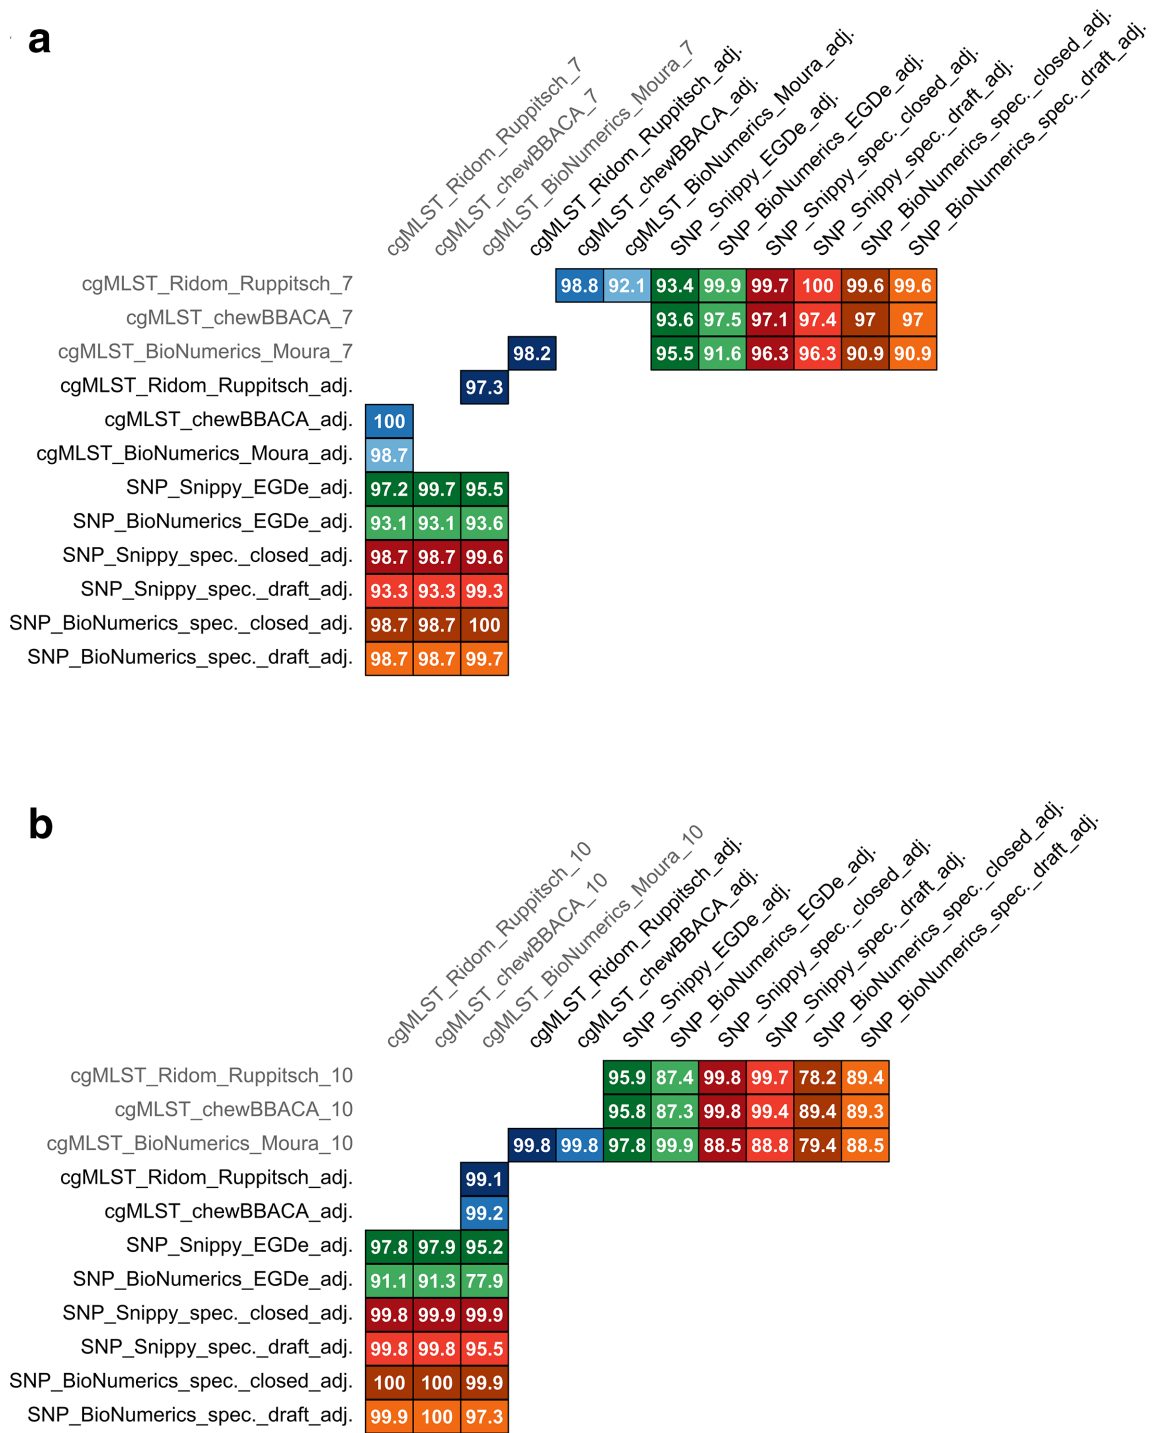 a
cgMLST_Ridom_Ruppitsch_7
cgMLST_chewBBACA_7
cgMLST_BioNumerics_Moura_7
cgMLST_Ridom_Ruppitsch_adj.
cgMLST_chewBBACA_adj.
cgMLST_BioNumerics_Moura_adj.
SNP_Snippy_EGDe_adj.
SNP_BioNumerics_EGDe_adj.
SNP_Snippy_spec._closed_adj.
SNP_Snippy_spec._draft_adj.
SNP_BioNumerics_spec._closed_adj.
SNP_BioNumerics_spec._draft_adj.
cgMLST_Ridom_Ruppitsch_7 98.8 92.1 93.4 99.9 99.7 100 99.6 99.6
cgMLST_chewBBACA_7 93.6 97.5 97.1 97.4 97 97
cgMLST_BioNumerics_Moura_7 98.2 95.5 91.6 96.3 96.3 90.9 90.9
cgMLST_Ridom_Ruppitsch_adj. 97.3
cgMLST_chewBBACA_adj. 100
cgMLST_BioNumerics_Moura_adj. 98.7
SNP_Snippy_EGDe_adj. 97.2 99.7 95.5
SNP_BioNumerics_EGDe_adj. 93.1 93.1 93.6
SNP_Snippy_spec._closed_adj. 98.7 98.7 99.6
SNP_Snippy_spec._draft_adj. 93.3 93.3 99.3
SNP_BioNumerics_spec._closed_adj. 98.7 98.7 100
SNP_BioNumerics_spec._draft_adj. 98.7 98.7 99.7
b
cgMLST_Ridom_Ruppitsch_10
cgMLST_chewBBACA_10
cgMLST_BioNumerics_Moura_10
cgMLST_Ridom_Ruppitsch_adj.
cgMLST_chewBBACA_adj.
SNP_Snippy_EGDe_adj.
SNP_BioNumerics_EGDe_adj.
SNP_Snippy_spec._closed_adj.
SNP_Snippy_spec._draft_adj.
SNP_BioNumerics_spec._closed_adj.
SNP_BioNumerics_spec._draft_adj.
cgMLST_Ridom_Ruppitsch_10 95.9 87.4 99.8 99.7 78.2 89.4
cgMLST_chewBBACA_10 95.8 87.3 99.8 99.4 89.4 89.3
cgMLST_BioNumerics_Moura_10 99.8 99.8 97.8 99.9 88.5 88.8 79.4 88.5
cgMLST_Ridom_Ruppitsch_adj. 99.1
cgMLST_chewBBACA_adj. 99.2
SNP_Snippy_EGDe_adj. 97.8 97.9 95.2
SNP_BioNumerics_EGDe_adj. 91.1 91.3 77.9
SNP_Snippy_spec._closed_adj. 99.8 99.9 99.9
SNP_Snippy_spec._draft_adj. 99.8 99.8 95.5
SNP_BioNumerics_spec._closed_adj. 100 100 99.9
SNP_BioNumerics_spec._draft_adj. 99.9 100 97.3